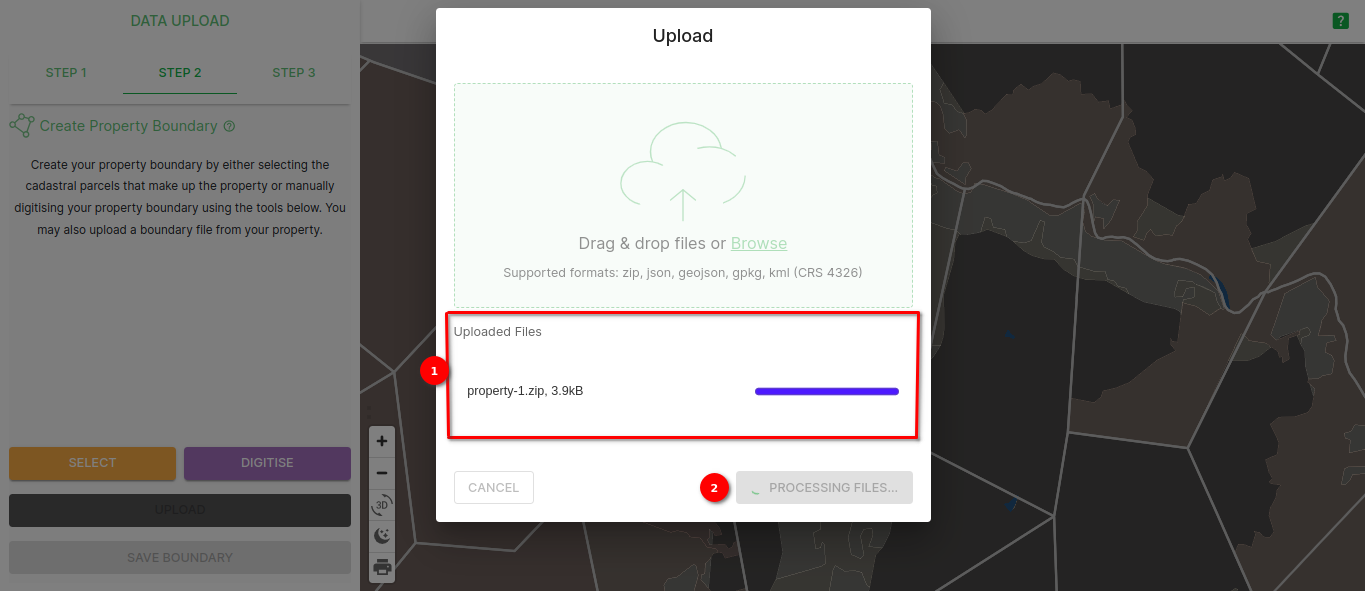 DATA UPLOAD
STEP 1
STEP 2
STEP 3
Create Property Boundary
Create your property boundary by either selecting the
cadastral parcels that make up the property or manually
digitising your property boundary using the tools below. You
may also upload a boundary file from your property.
SELECT
DIGITISE
UPLOAD
SAVE BOUNDARY
Upload
Drag & drop files or Browse
Supported formats: zip, json, geojson, gpkg, kml (CRS 4326)
Uploaded Files
1
property-1.zip, 3.9kB
CANCEL
2
PROCESSING FILES...
+
−
3D
?